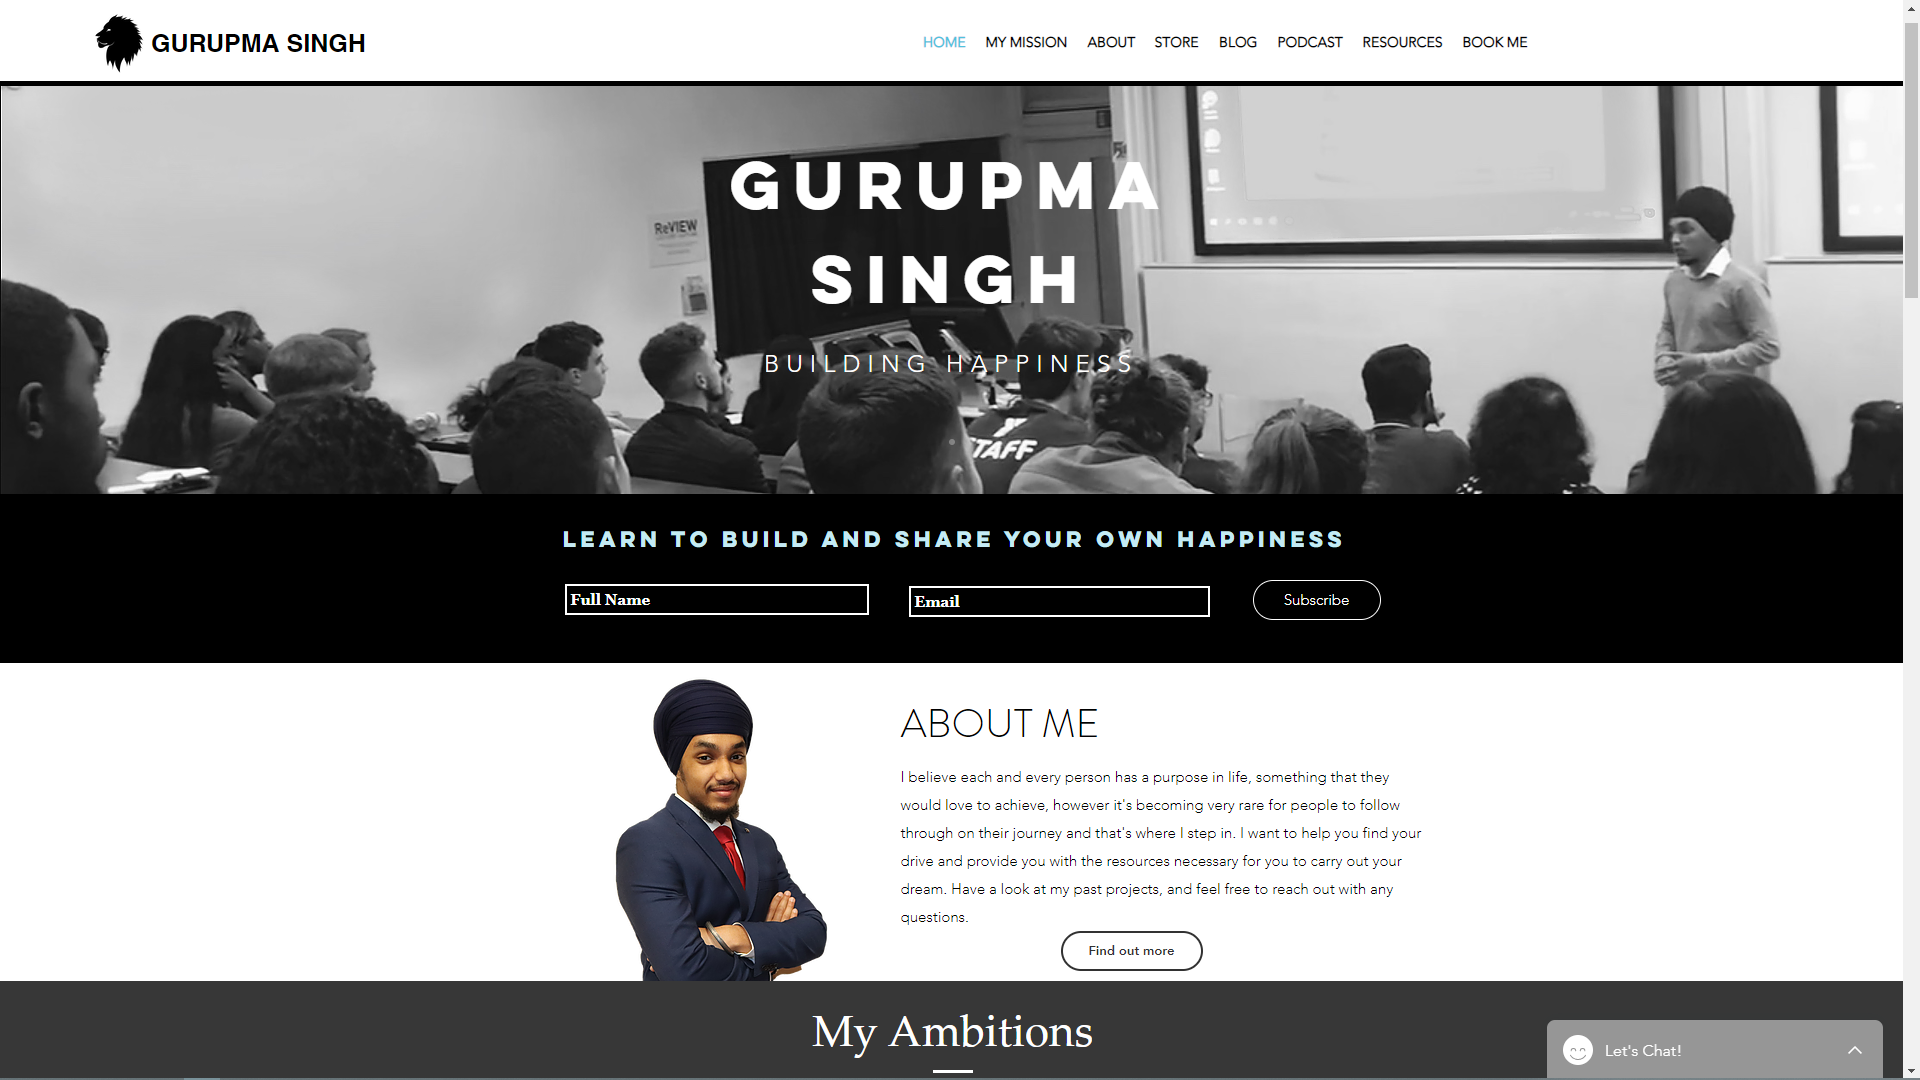 GURUPMA SINGH
HOME MY MISSION ABOUT STORE BLOG PODCAST RESOURCES BOOK ME
ReVIEW
GURUPMA
SINGH
BUILDING HAPPINESS
STAFF
LEARN TO BUILD AND SHARE YOUR OWN HAPPINESS
Full Name
Email
Subscribe
ABOUT ME
I believe each and every person has a purpose in life, something that they
would love to achieve, however it's becoming very rare for people to follow
through on their journey and that's where I step in. I want to help you find your
drive and provide you with the resources necessary for you to carry out your
dream. Have a look at my past projects, and feel free to reach out with any
questions.
Find out more
My Ambitions
Let's Chat!